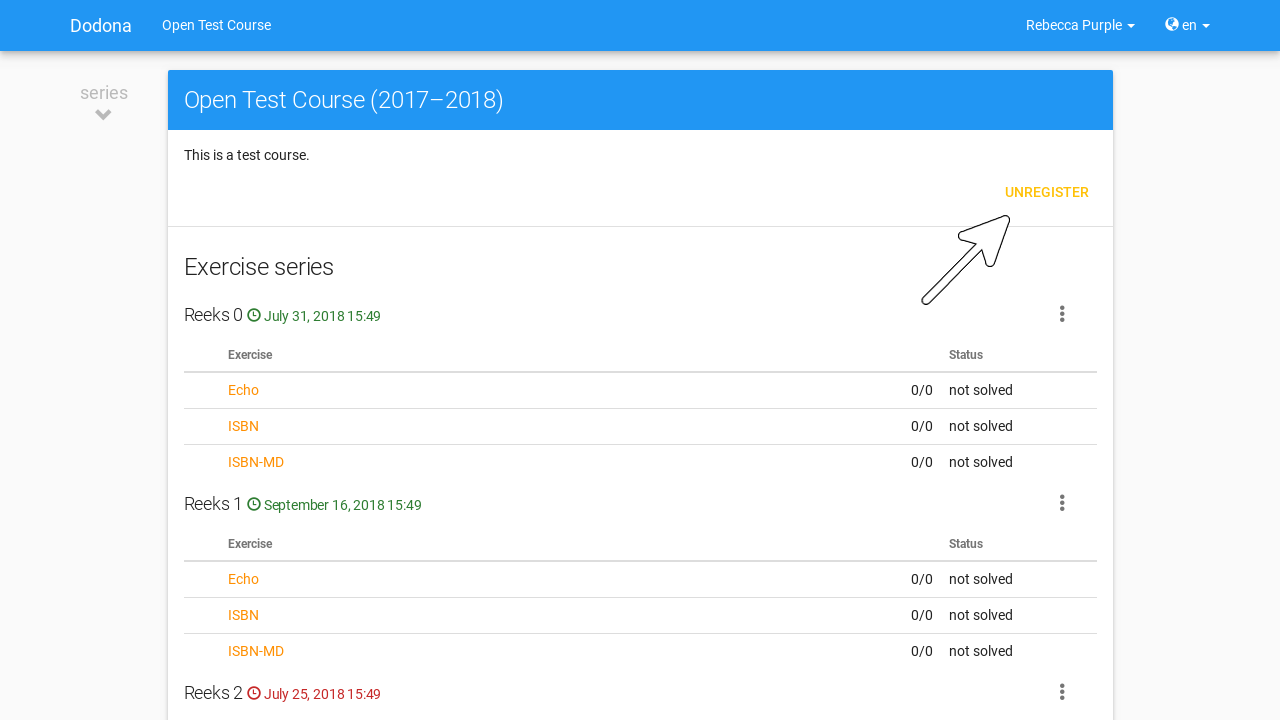 Dodona Open Test Course Rebecca Purple en
series
Open Test Course (2017–2018)
This is a test course.
UNREGISTER
Exercise series
Reeks 0 July 31, 2018 15:49
Exercise Status
Echo 0/0 not solved
ISBN 0/0 not solved
ISBN-MD 0/0 not solved
Reeks 1 September 16, 2018 15:49
Exercise Status
Echo 0/0 not solved
ISBN 0/0 not solved
ISBN-MD 0/0 not solved
Reeks 2 July 25, 2018 15:49